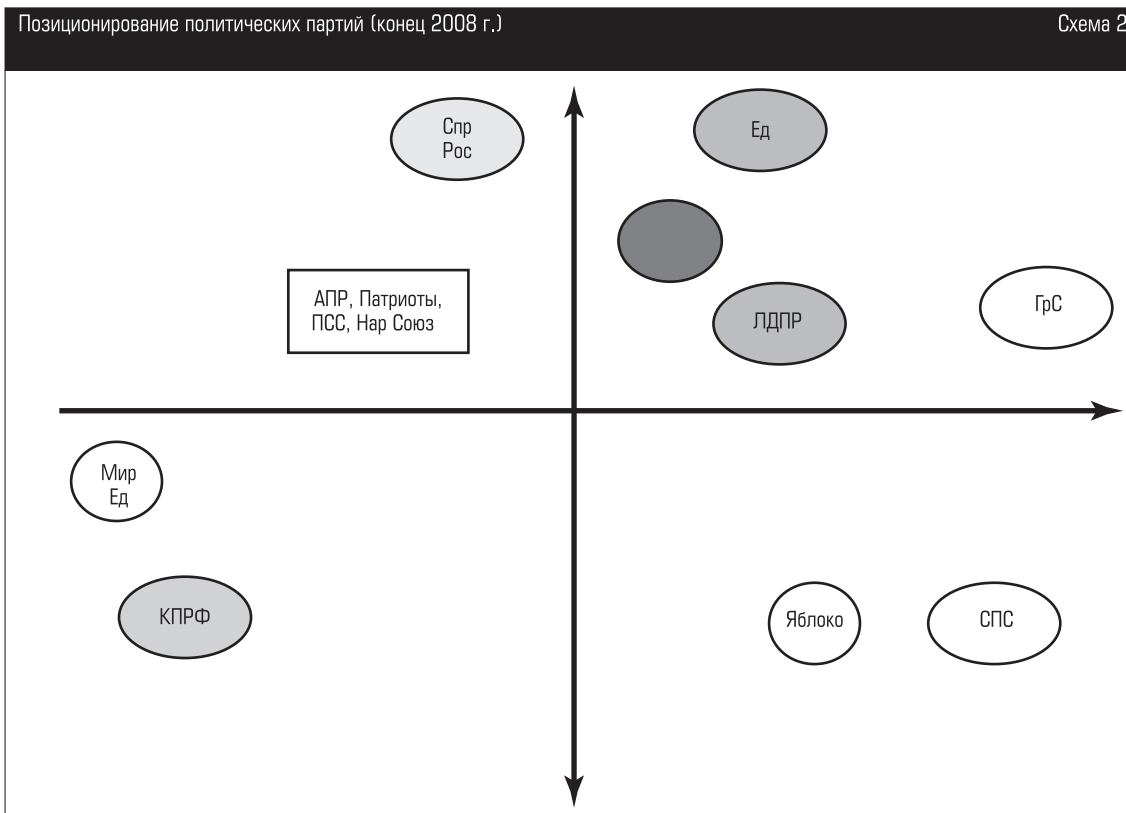 Позиционирование политических партий (конец 2008 г.)
Схема 2
Спр
Рос
Ед
АПР, Патриоты,
ПСС, Нар Союз
ЛДПР
ГрС
Мир
Ед
КПРФ
Яблоко
СПС